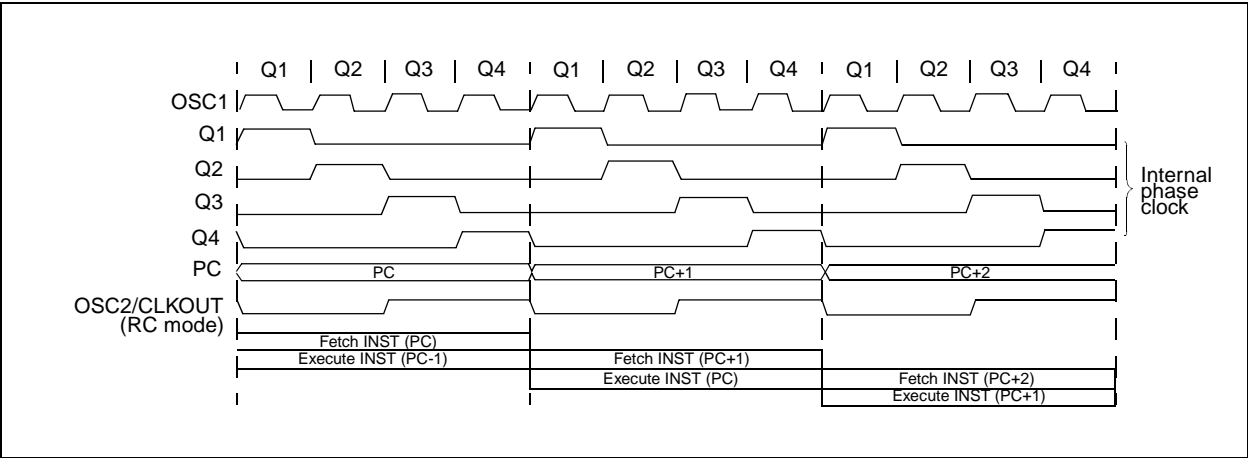 Q1 Q2 Q3 Q4 Q1 Q2 Q3 Q4 Q1 Q2 Q3 Q4
OSC1
Q1
Q2
Q3
Q4
Internal
phase
clock
PC
PC PC+1 PC+2
OSC2/CLKOUT
(RC mode)
Fetch INST (PC)
Execute INST (PC-1) Fetch INST (PC+1)
Execute INST (PC) Fetch INST (PC+2)
Execute INST (PC+1)